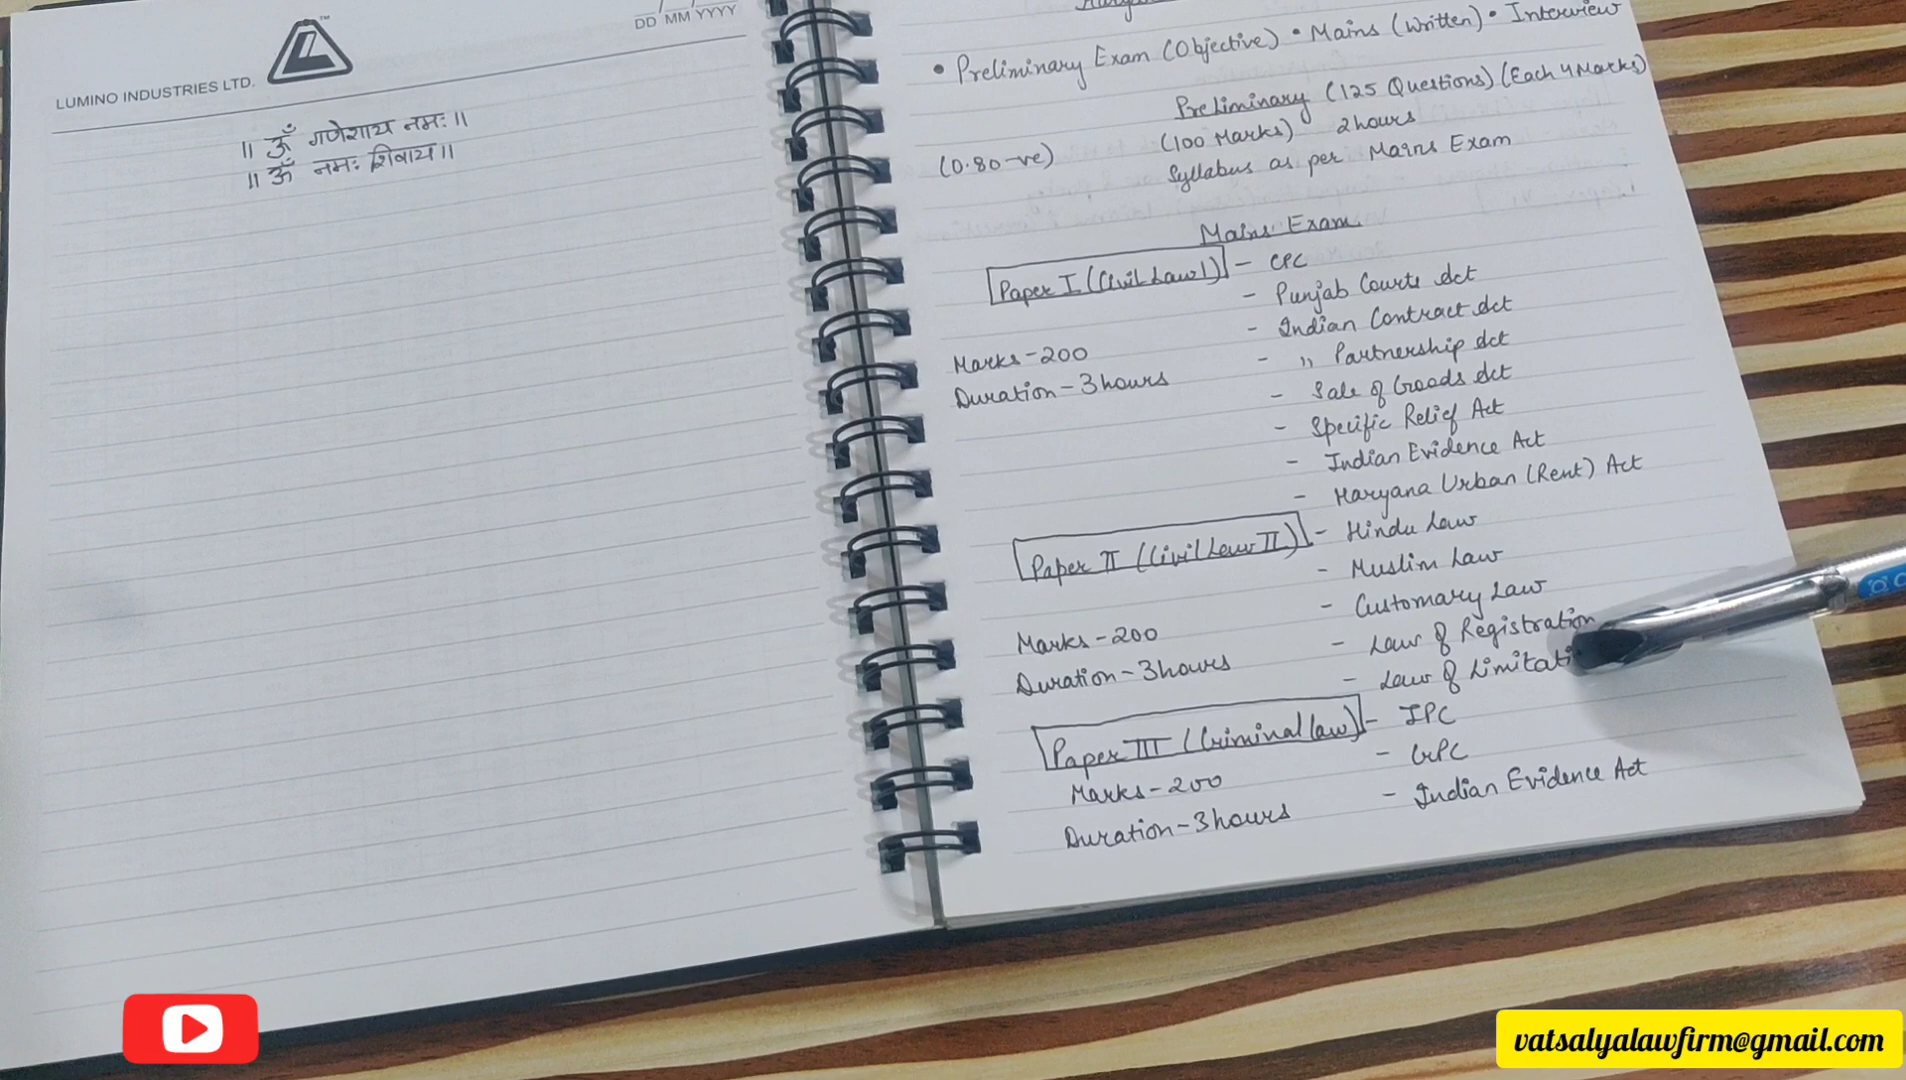 LUMINO INDUSTRIES LTD.
TM
DD MM YYYY
|| ॐ गणेशाय नमः ||
|| ॐ नमः शिवाय ||
• Preliminary Exam (Objective) • Mains (Written) • Interview
Preliminary (125 Questions) (Each 4 Marks)
(0.80-ve) (100 Marks) 2 hours
Syllabus as per Mains Exam
Mains Exam
Paper I (Civil Law I) - CPC
- Punjab Courts Act
- Indian Contract Act
Marks - 200 - " Partnership Act
Duration - 3 hours - Sale of Goods Act
- Specific Relief Act
- Indian Evidence Act
- Haryana Urban (Rent) Act
Paper II (Civil Law II) - Hindu Law
- Muslim Law
- Customary Law
Marks - 200 - Law of Registration
Duration - 3 hours - Law of Limitati
Paper III (Criminal law) - IPC
Marks - 200 - CrPC
Duration - 3 hours - Indian Evidence Act
vatsalyalawfirm@gmail.com